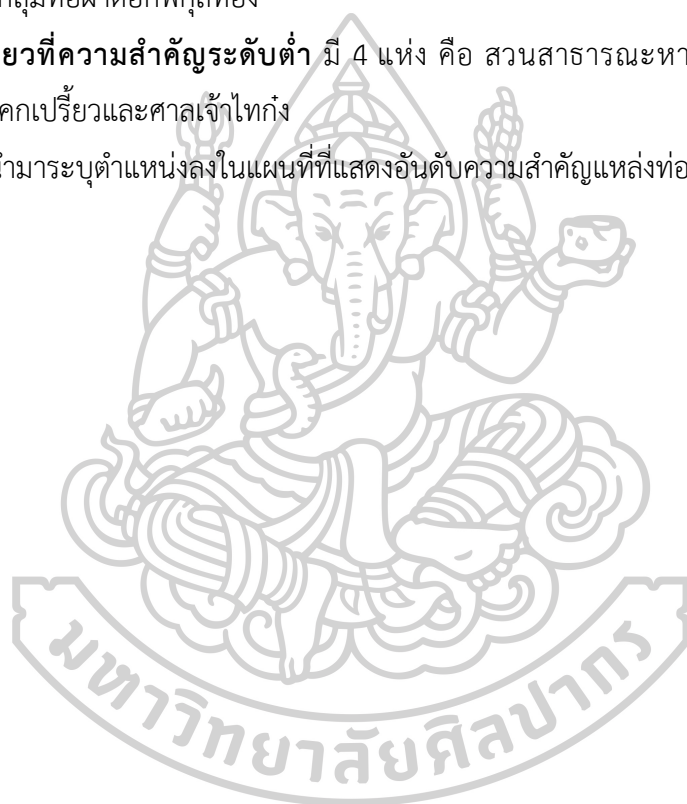 ยวที่ความสำคัญระดับต่ำ มี 4 แห่ง คือ สวนสาธารณะหา
คกเปรี้ยวและศาลเจ้าไทก๋ง
นำมาระบุตำแหน่งลงในแผนที่ที่แสดงอันดับความสำคัญแหล่งท่อ
มหาวิทยาลัยศิลปากร